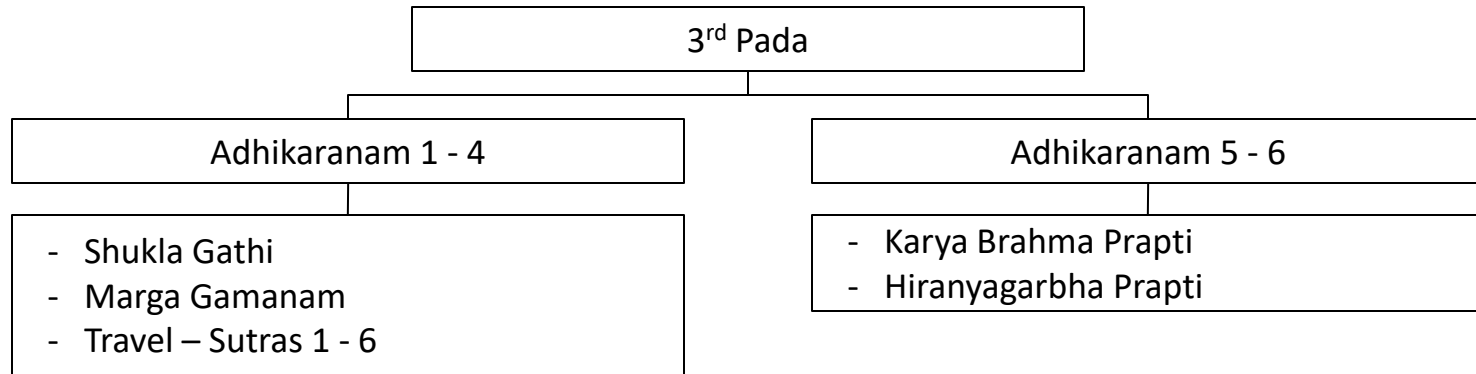 3rd Pada
Adhikaranam 1 - 4
Adhikaranam 5 - 6
- Shukla Gathi
- Marga Gamanam
- Travel – Sutras 1 - 6
- Karya Brahma Prapti
- Hiranyagarbha Prapti